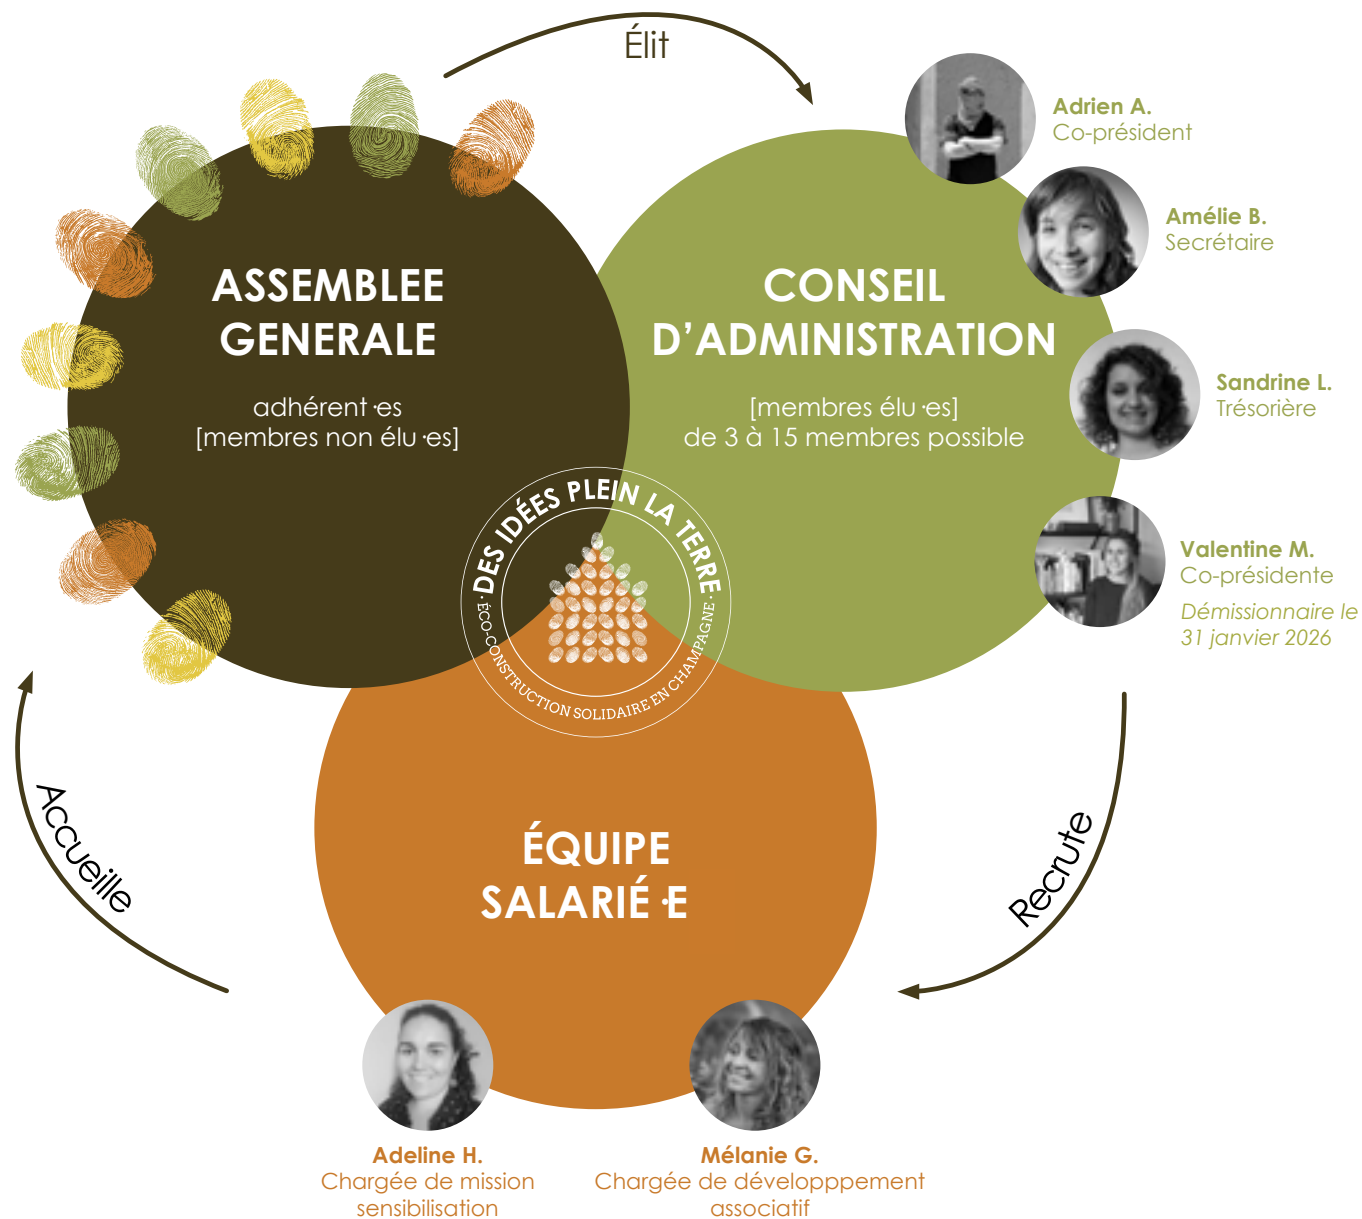 Élit
ASSEMBLEE
GENERALE
adhérent·es
[membres non élu·es]
CONSEIL
D'ADMINISTRATION
[membres élu·es]
de 3 à 15 membres possible
Adrien A.
Co-président
Amélie B.
Secrétaire
Sandrine L.
Trésorière
Valentine M.
Co-présidente
Démissionnaire le
31 janvier 2026
· DES IDÉES PLEIN LA TERRE ·
ÉCO-CONSTRUCTION SOLIDAIRE EN CHAMPAGNE
Accueille
Recrute
ÉQUIPE
SALARIÉ·E
Adeline H.
Chargée de mission
sensibilisation
Mélanie G.
Chargée de développpement
associatif